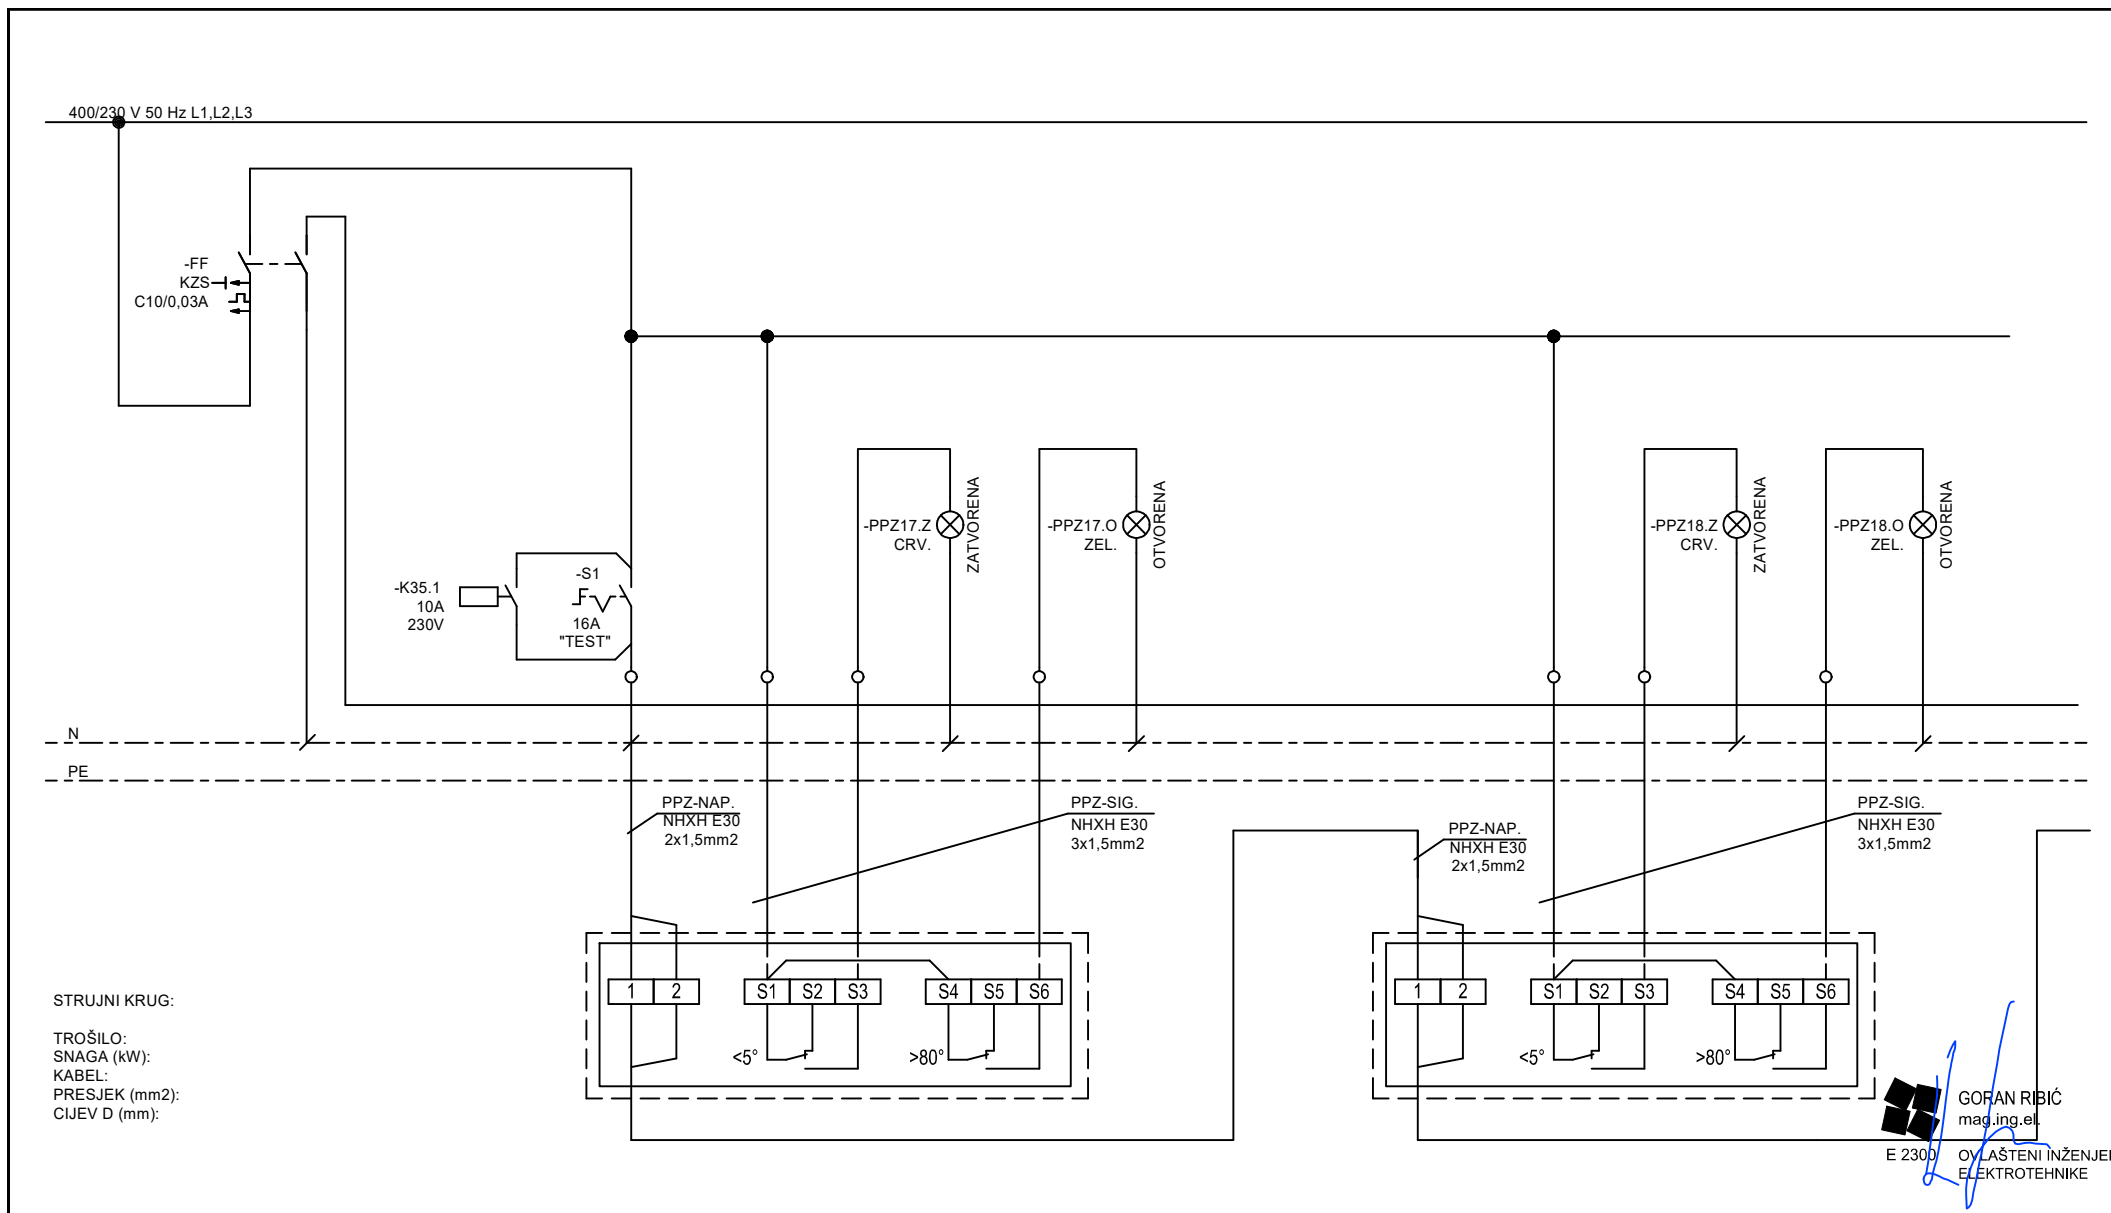 400/230 V 50 Hz L1,L2,L3
-FF
KZS
C10/0,03A
-K35.1
10A
230V
-S1
16A
"TEST"
-PPZ17.Z
CRV.
ZATVORENA
-PPZ17.O
ZEL.
OTVORENA
-PPZ18.Z
CRV.
ZATVORENA
-PPZ18.O
ZEL.
OTVORENA
N
PE
PPZ-NAP.
NHXH E30
2x1,5mm2
PPZ-SIG.
NHXH E30
3x1,5mm2
PPZ-NAP.
NHXH E30
2x1,5mm2
PPZ-SIG.
NHXH E30
3x1,5mm2
1 2 S1 S2 S3 S4 S5 S6
<5° >80°
1 2 S1 S2 S3 S4 S5 S6
<5° >80°
STRUJNI KRUG:
TROŠILO:
SNAGA (kW):
KABEL:
PRESJEK (mm2):
CIJEV D (mm):
GORAN RIBIĆ
mag.ing.el.
E 2300
OVLAŠTENI INŽENJER
ELEKTROTEHNIKE